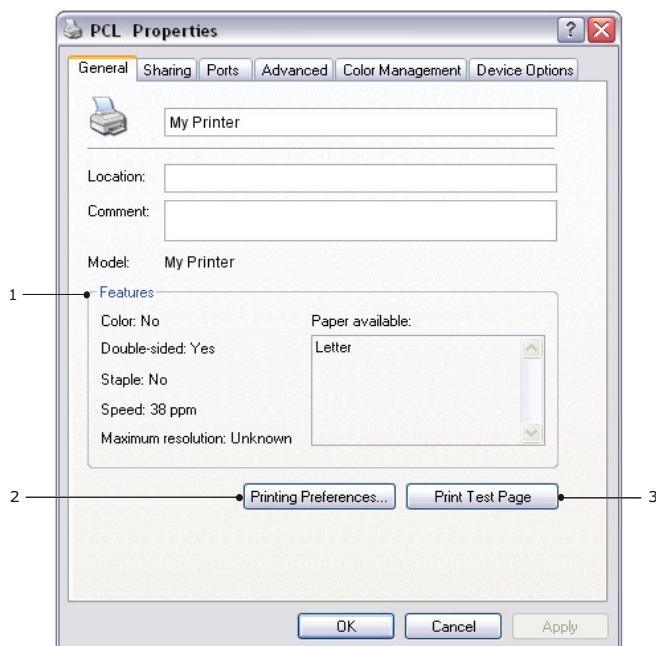 PCL Properties
General Sharing Ports Advanced Color Management Device Options
My Printer
Location:
Comment:
Model: My Printer
1
Features
Color: No
Paper available:
Double-sided: Yes
Letter
Staple: No
Speed: 38 ppm
Maximum resolution: Unknown
2
Printing Preferences...
Print Test Page
3
OK Cancel Apply